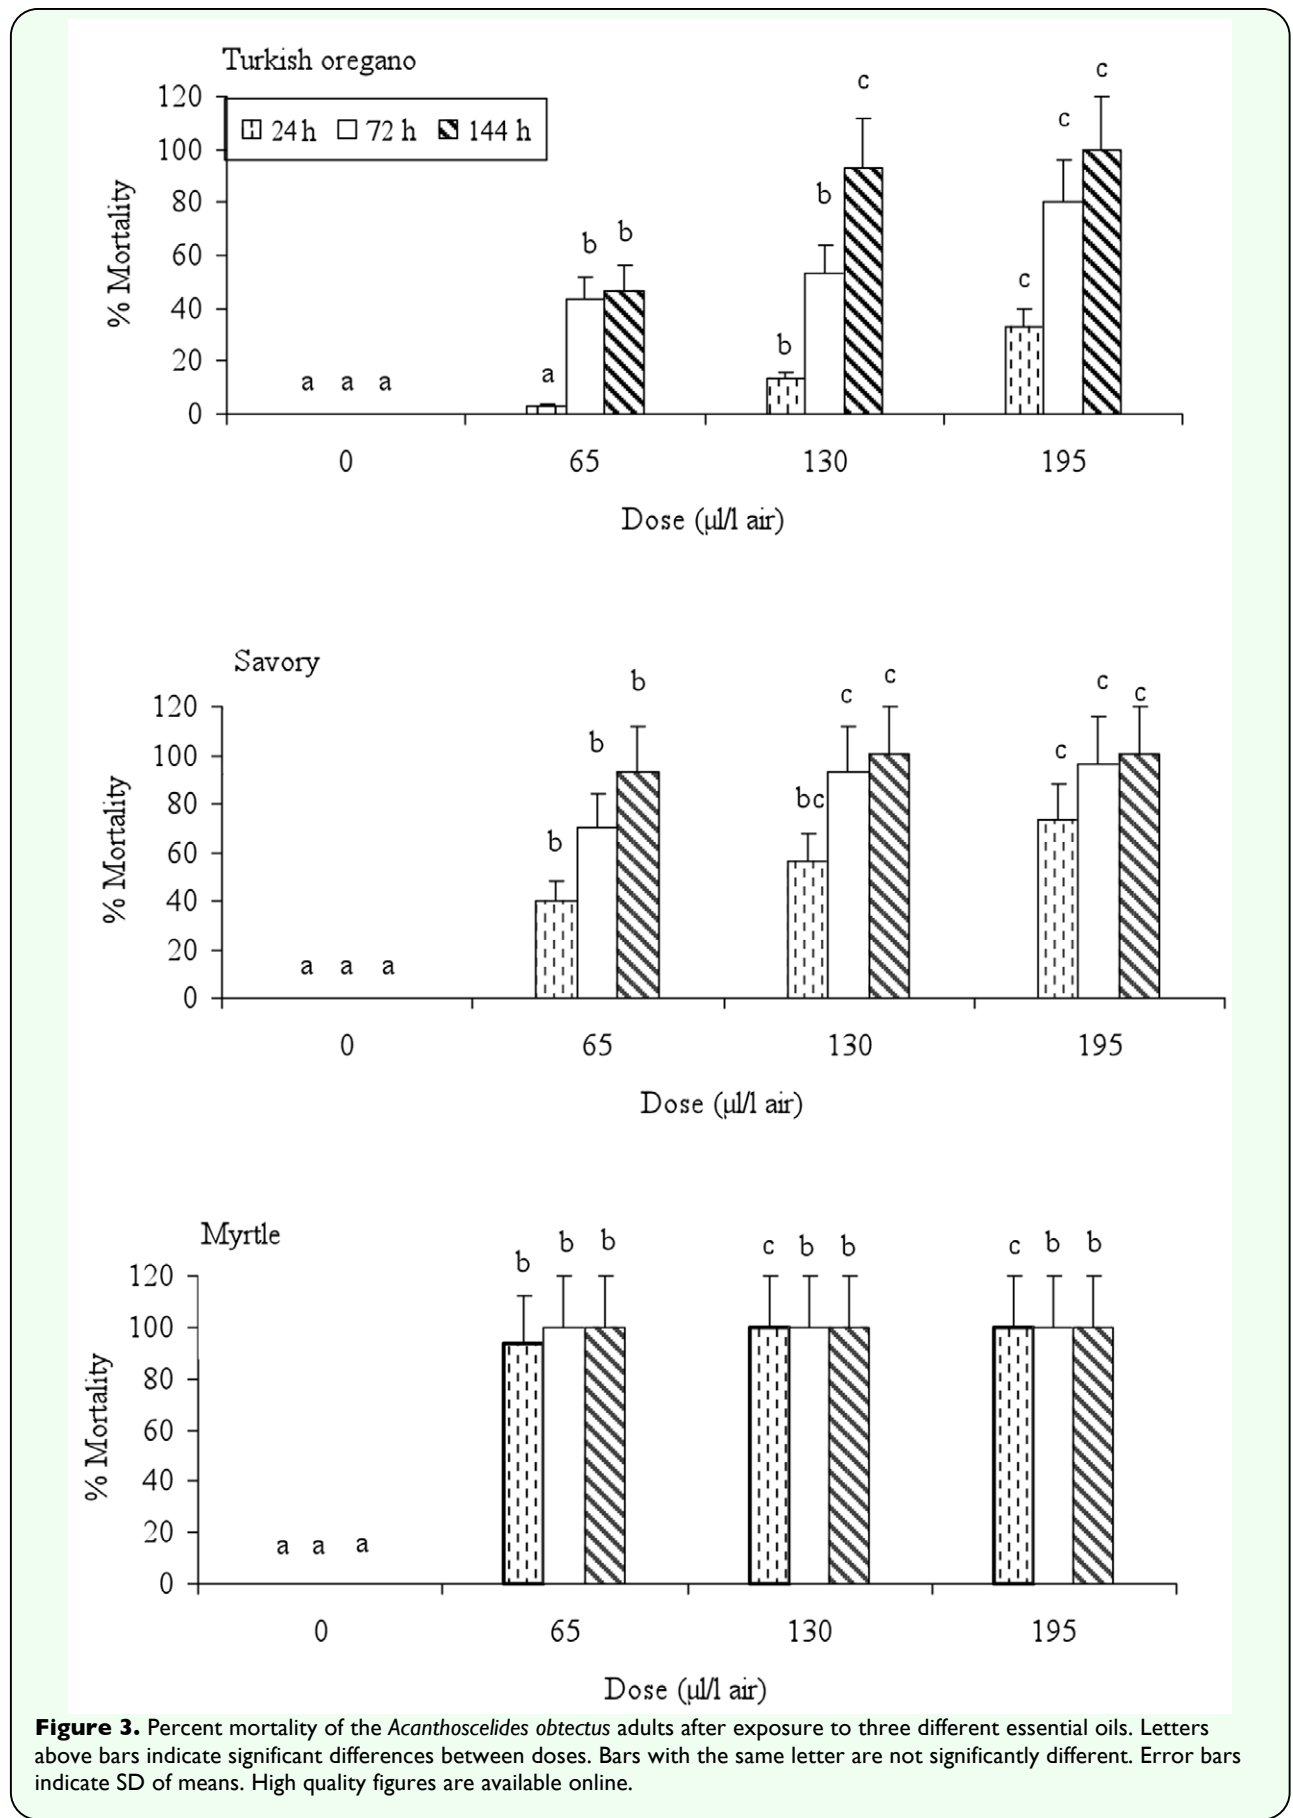 Turkish oregano
120
24 h 72 h 144 h
100
80
60
40
20
0
% Mortality
a a a
a b b
b b c
c c c
0 65 130 195
Dose (µl/l air)
Savory
120
100
80
60
40
20
0
% Mortality
a a a
b b b
bc c c
c c c
0 65 130 195
Dose (µl/l air)
Myrtle
120
100
80
60
40
20
0
% Mortality
a a a
b b b
c b b
c b b
0 65 130 195
Dose (µl/l air)
Figure 3. Percent mortality of the Acanthoscelides obtectus adults after exposure to three different essential oils. Letters
above bars indicate significant differences between doses. Bars with the same letter are not significantly different. Error bars
indicate SD of means. High quality figures are available online.